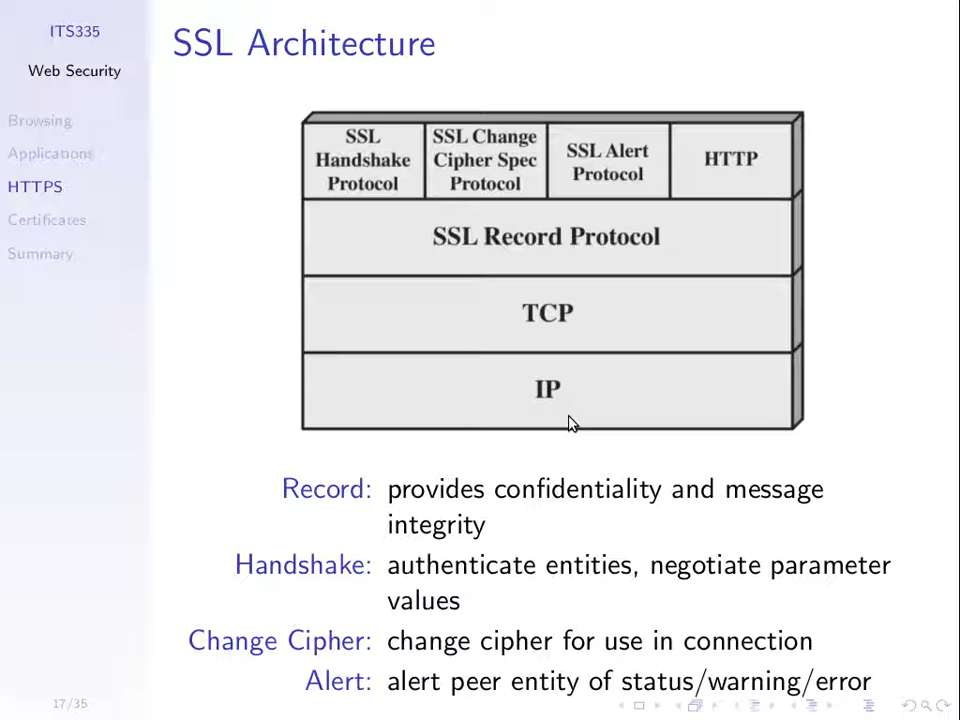 ITS335
Web Security
Browsing
Applications
HTTPS
Certificates
Summary
17/35
SSL Architecture
SSL
Handshake
Protocol
SSL Change
Cipher Spec
Protocol
SSL Alert
Protocol
HTTP
SSL Record Protocol
TCP
IP
Record: provides confidentiality and message
integrity
Handshake: authenticate entities, negotiate parameter
values
Change Cipher: change cipher for use in connection
Alert: alert peer entity of status/warning/error